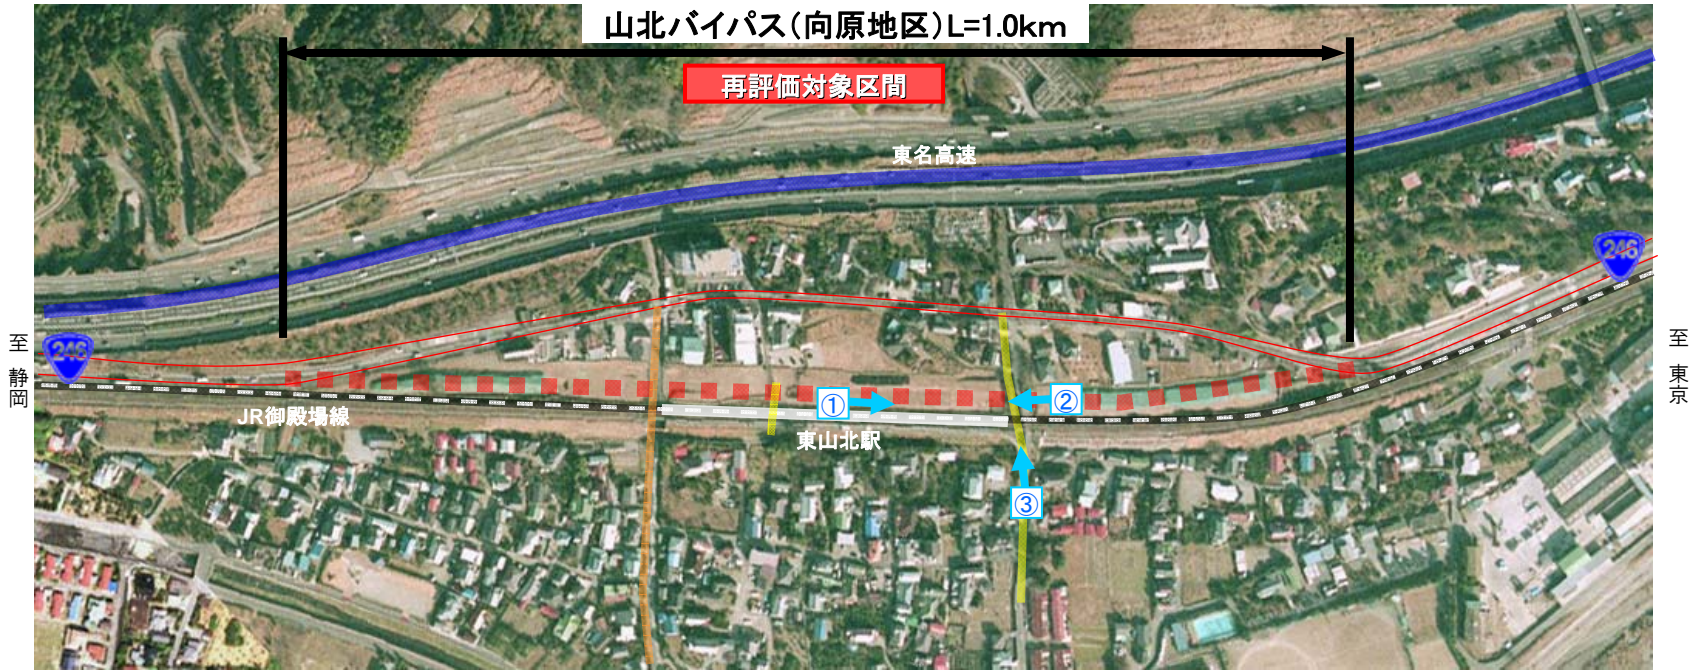 山北バイパス(向原地区)L=1.0km
再評価対象区間
東名高速
246
246
至 静岡
至 東京
JR御殿場線
東山北駅
①
②
③